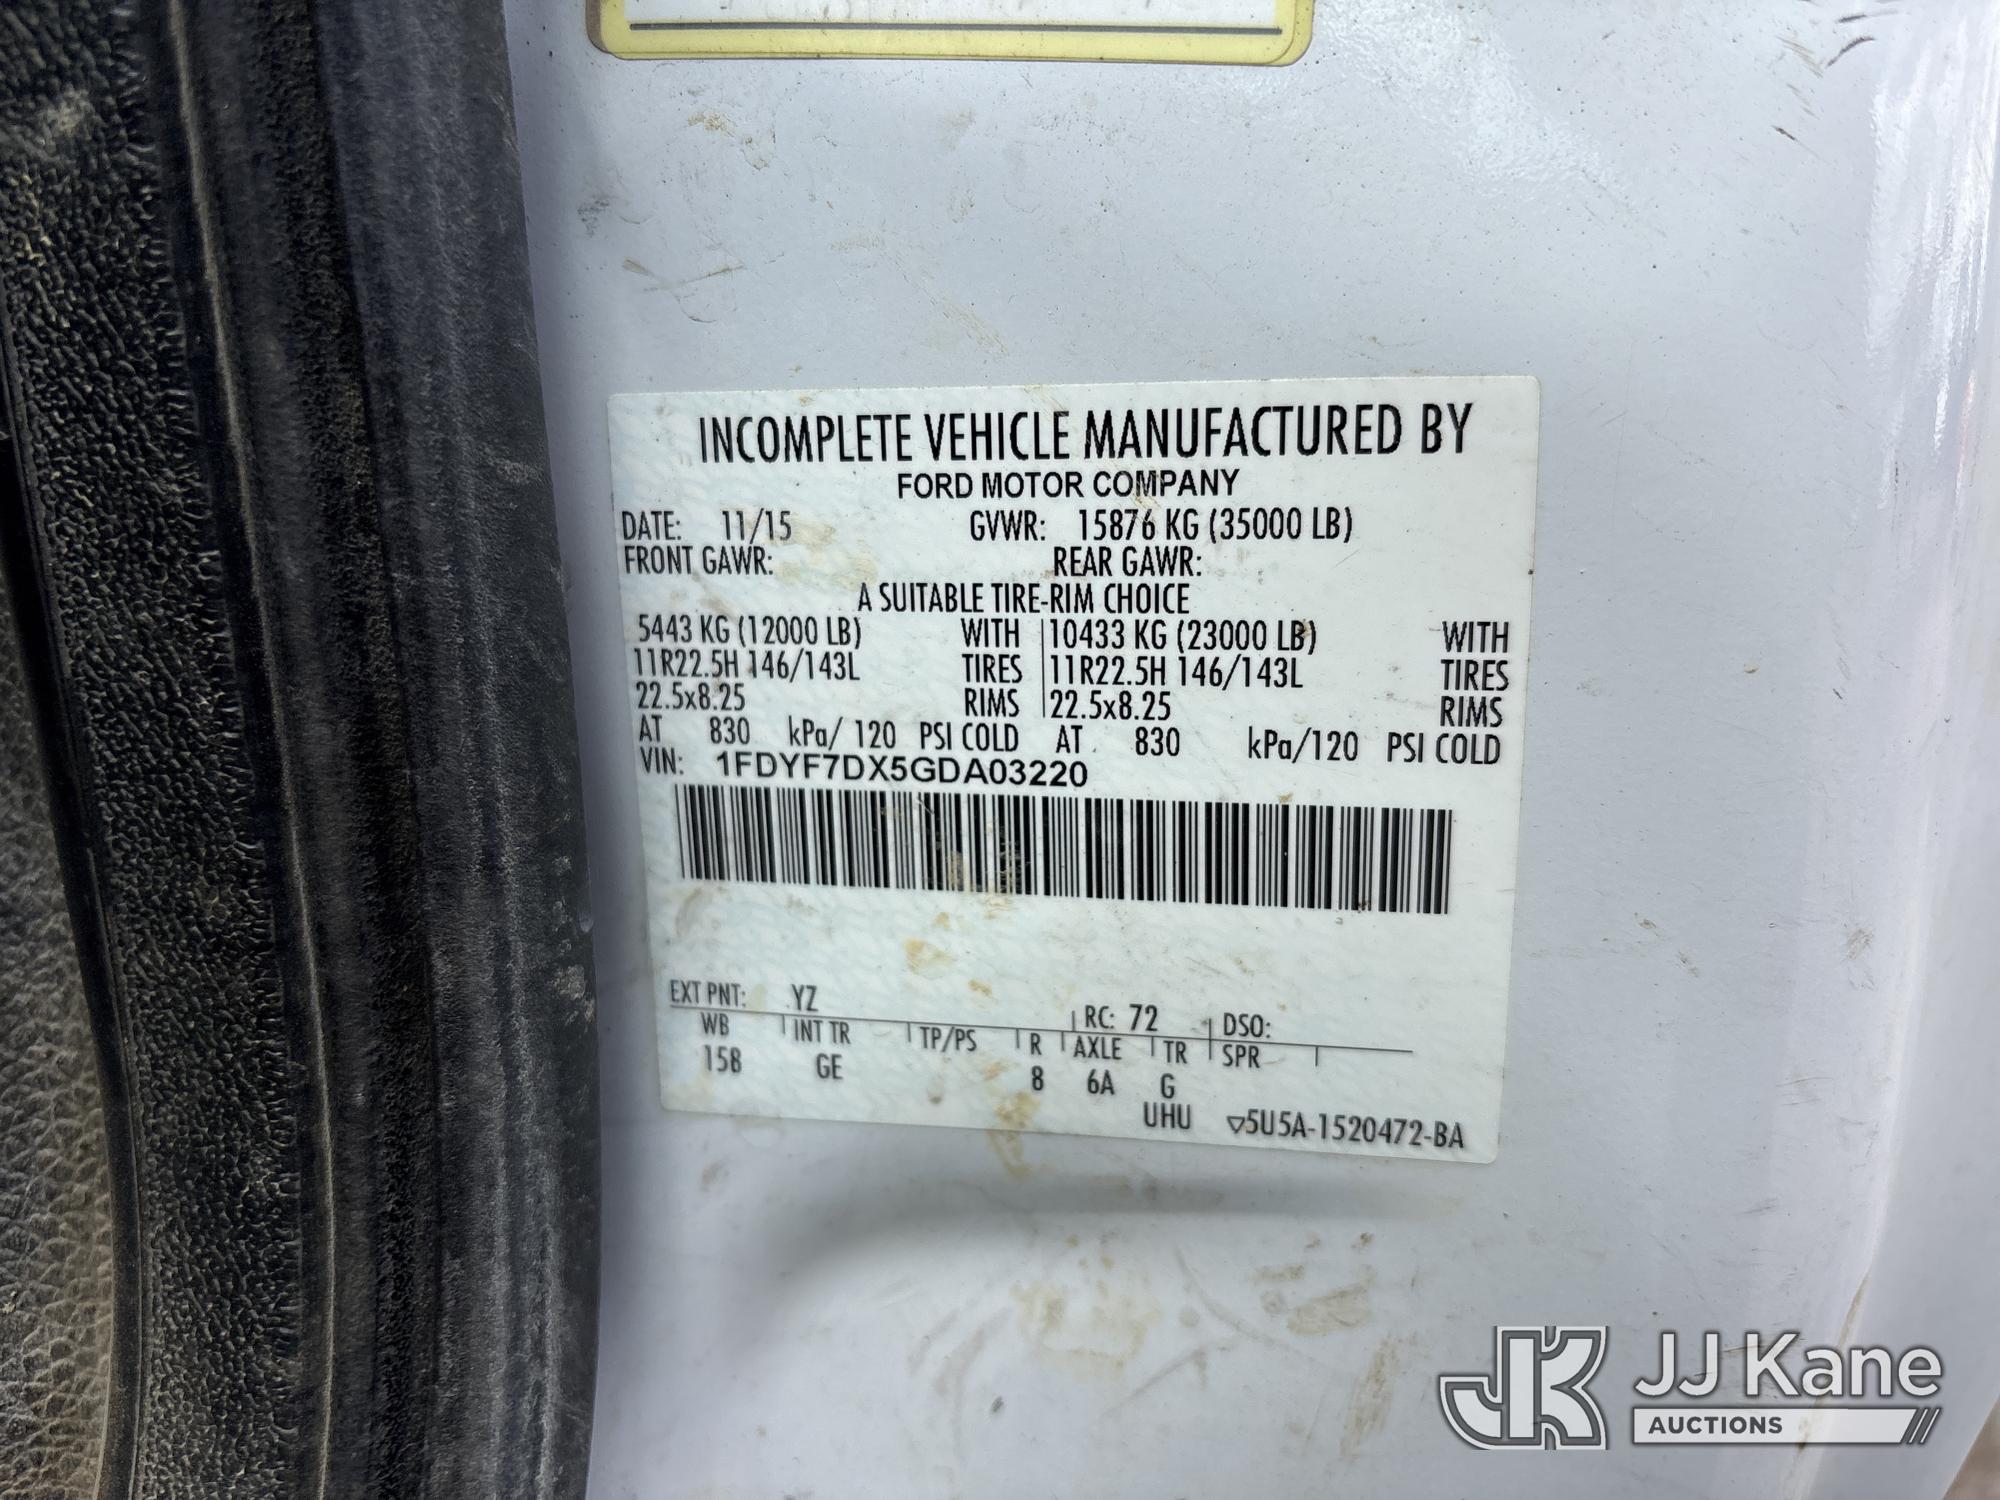 INCOMPLETE VEHICLE MANUFACTURED BY
FORD MOTOR COMPANY
DATE: 11/15 GVWR: 15876 KG (35000 LB)
FRONT GAWR: REAR GAWR:
A SUITABLE TIRE-RIM CHOICE
5443 KG (12000 LB) WITH 10433 KG (23000 LB) WITH
11R22.5H 146/143L TIRES 11R22.5H 146/143L TIRES
22.5x8.25 RIMS 22.5x8.25 RIMS
AT 830 kPa/ 120 PSI COLD AT 830 kPa/120 PSI COLD
VIN: 1FDYF7DX5GDA03220
EXT PNT: YZ RC: 72 DSO:
WB INT TR TP/PS R AXLE TR SPR
158 GE 8 6A G
UHU ▽5U5A-1520472-BA
JK JJ Kane
AUCTIONS